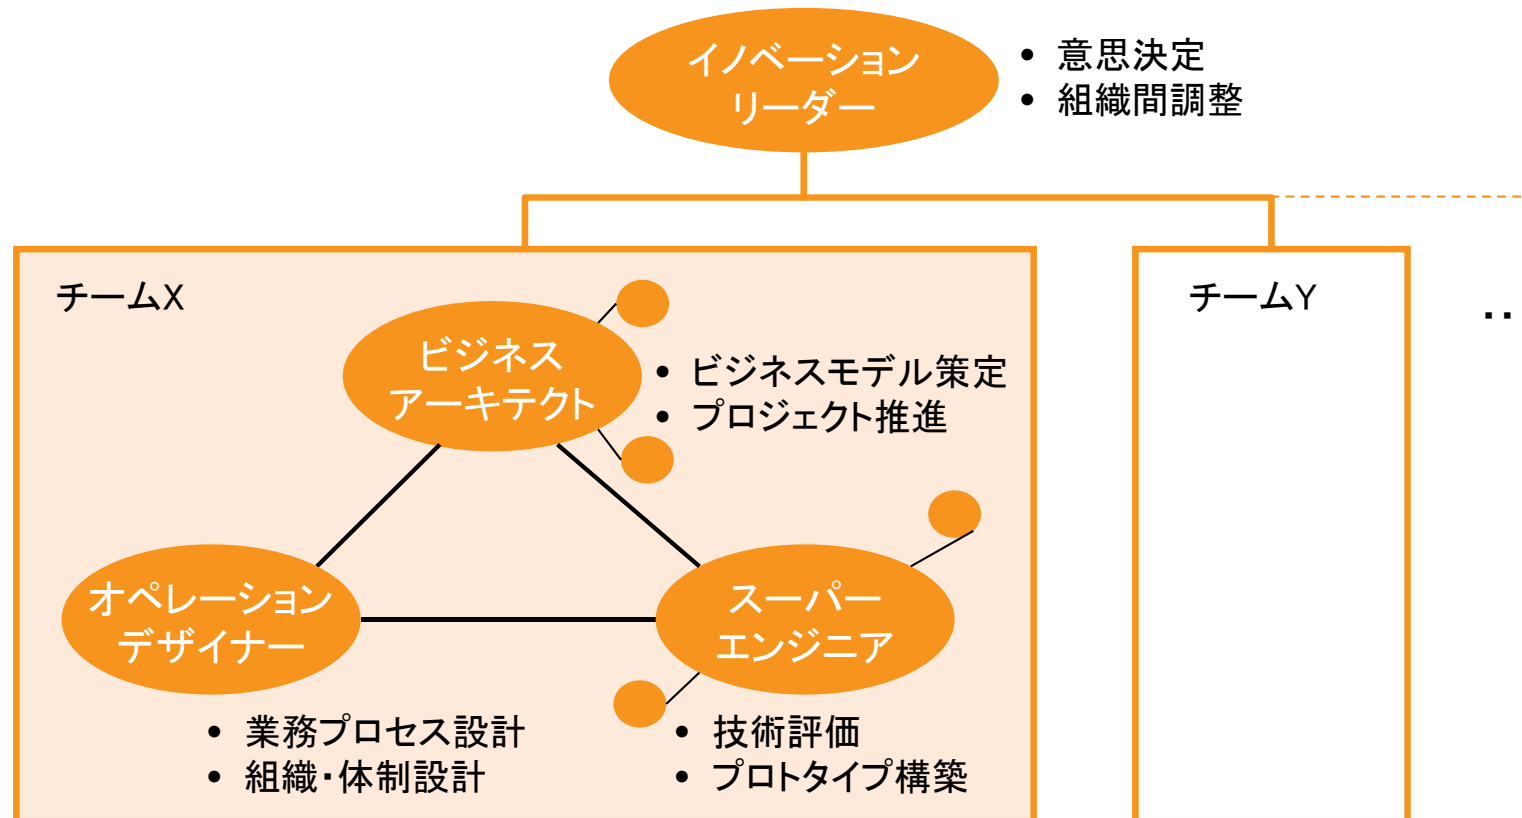 イノベーション
リーダー
• 意思決定
• 組織間調整
チームX
チームY
‥
ビジネス
アーキテクト
• ビジネスモデル策定
• プロジェクト推進
オペレーション
デザイナー
スーパー
エンジニア
• 業務プロセス設計
• 組織・体制設計
• 技術評価
• プロトタイプ構築